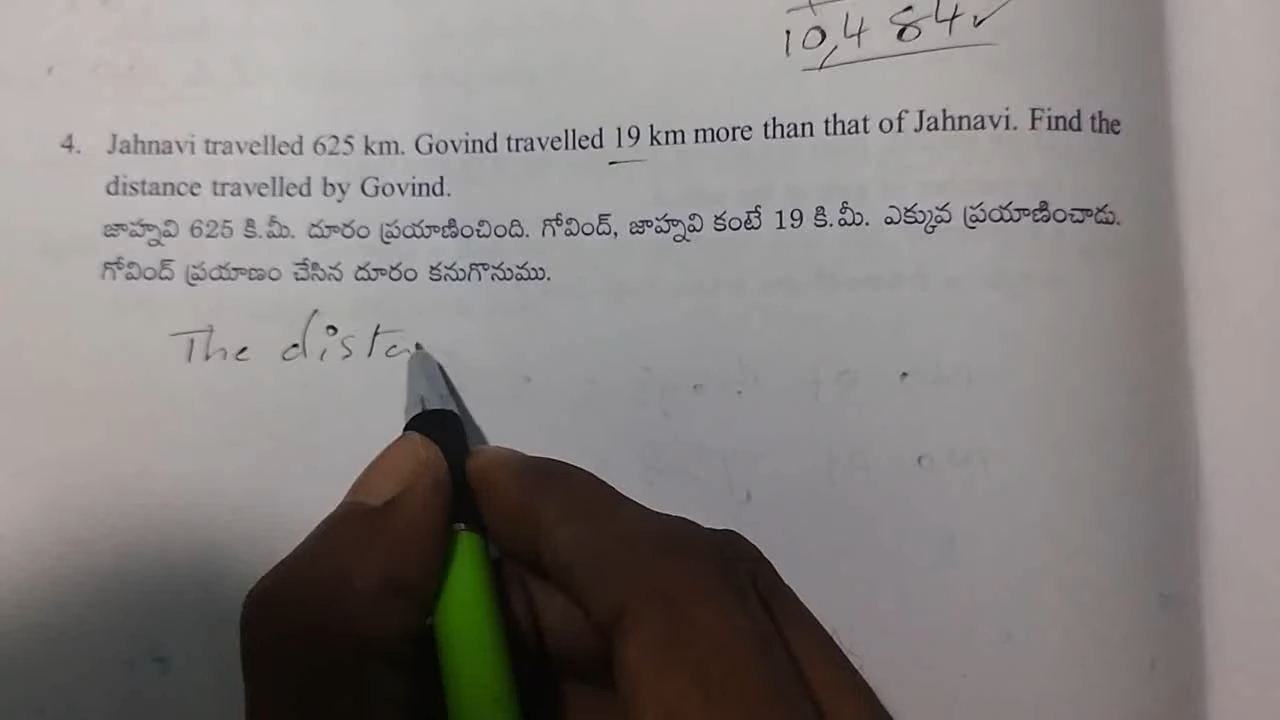 10,484✓
4. Jahnavi travelled 625 km. Govind travelled 19 km more than that of Jahnavi. Find the
distance travelled by Govind.
జాహ్నవి 625 కి.మీ. దూరం ప్రయాణించింది. గోవింద్, జాహ్నవి కంటే 19 కి.మీ. ఎక్కువ ప్రయాణించాడు.
గోవింద్ ప్రయాణం చేసిన దూరం కనుగొనుము.
The dista